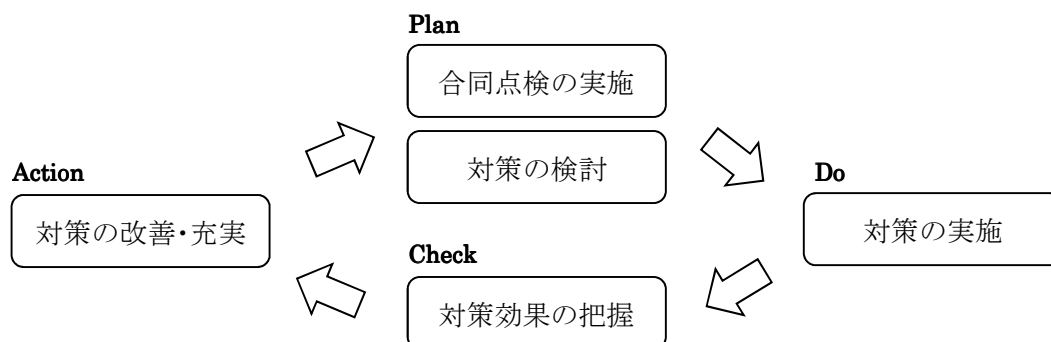 Plan
合同点検の実施
対策の検討
Action
対策の改善・充実
Do
対策の実施
Check
対策効果の把握